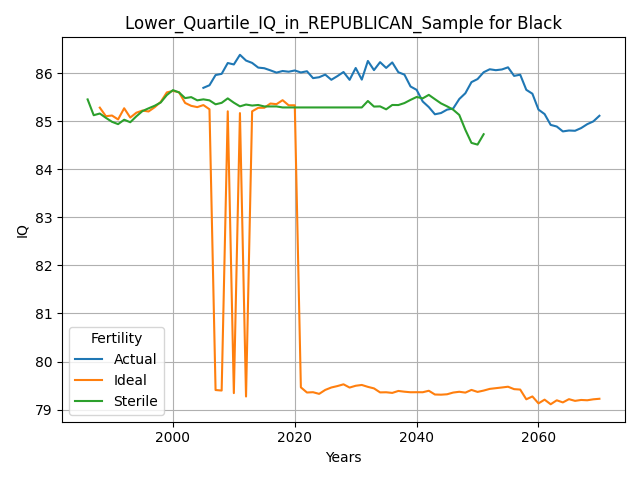 Lower_Quartile_IQ_in_REPUBLICAN_Sample for Black
IQ
86
85
84
83
82
81
80
79
Fertility
Actual
Ideal
Sterile
2000
2020
2040
2060
Years